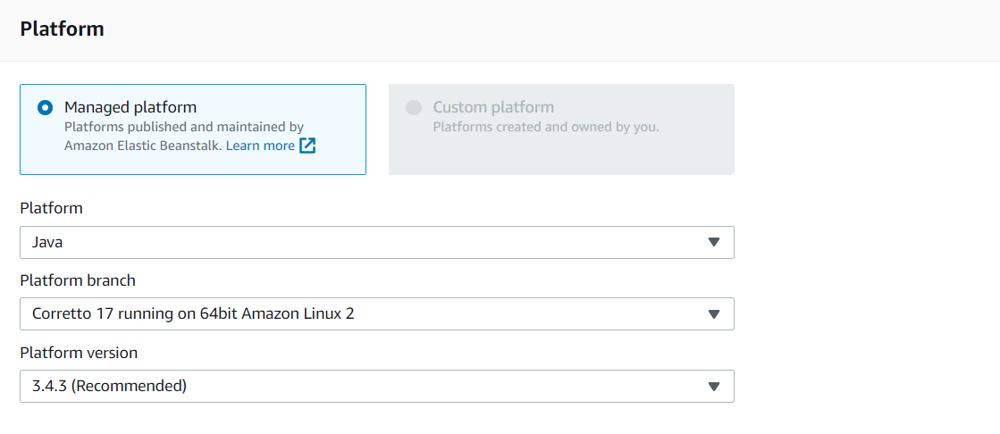 Platform
Managed platform
Platforms published and maintained by
Amazon Elastic Beanstalk. Learn more
Custom platform
Platforms created and owned by you.
Platform
Java
Platform branch
Corretto 17 running on 64bit Amazon Linux 2
Platform version
3.4.3 (Recommended)